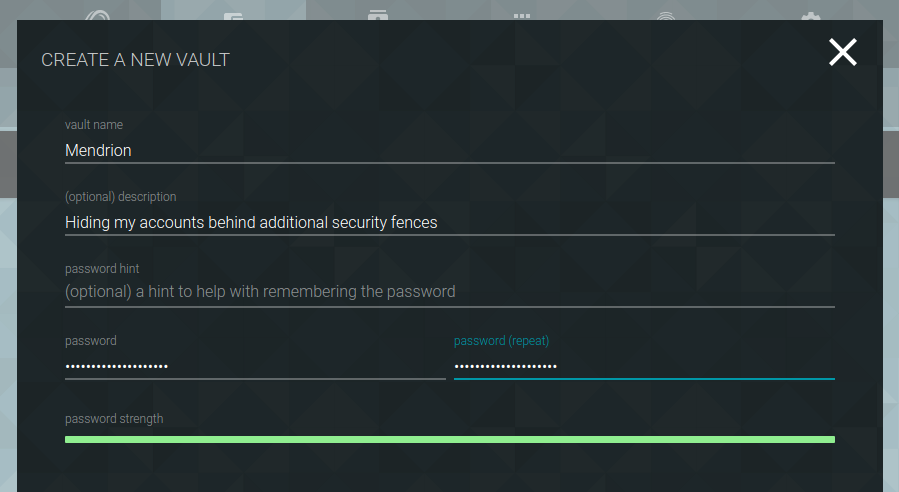 CREATE A NEW VAULT
vault name
Mendrion
(optional) description
Hiding my accounts behind additional security fences
password hint
(optional) a hint to help with remembering the password
password
password (repeat)
••••••••••••••••••••
••••••••••••••••••••
password strength